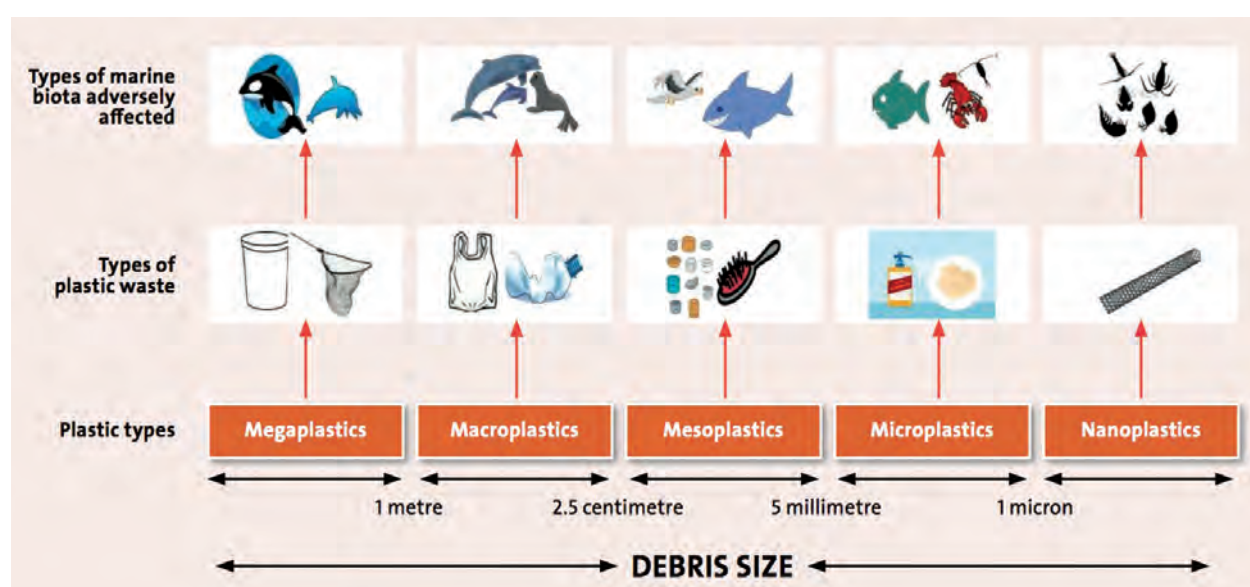 Types of marine
biota adversely
affected
Types of
plastic waste
Plastic types
Megaplastics
Macroplastics
Mesoplastics
Microplastics
Nanoplastics
1 metre
2.5 centimetre
5 millimetre
1 micron
DEBRIS SIZE